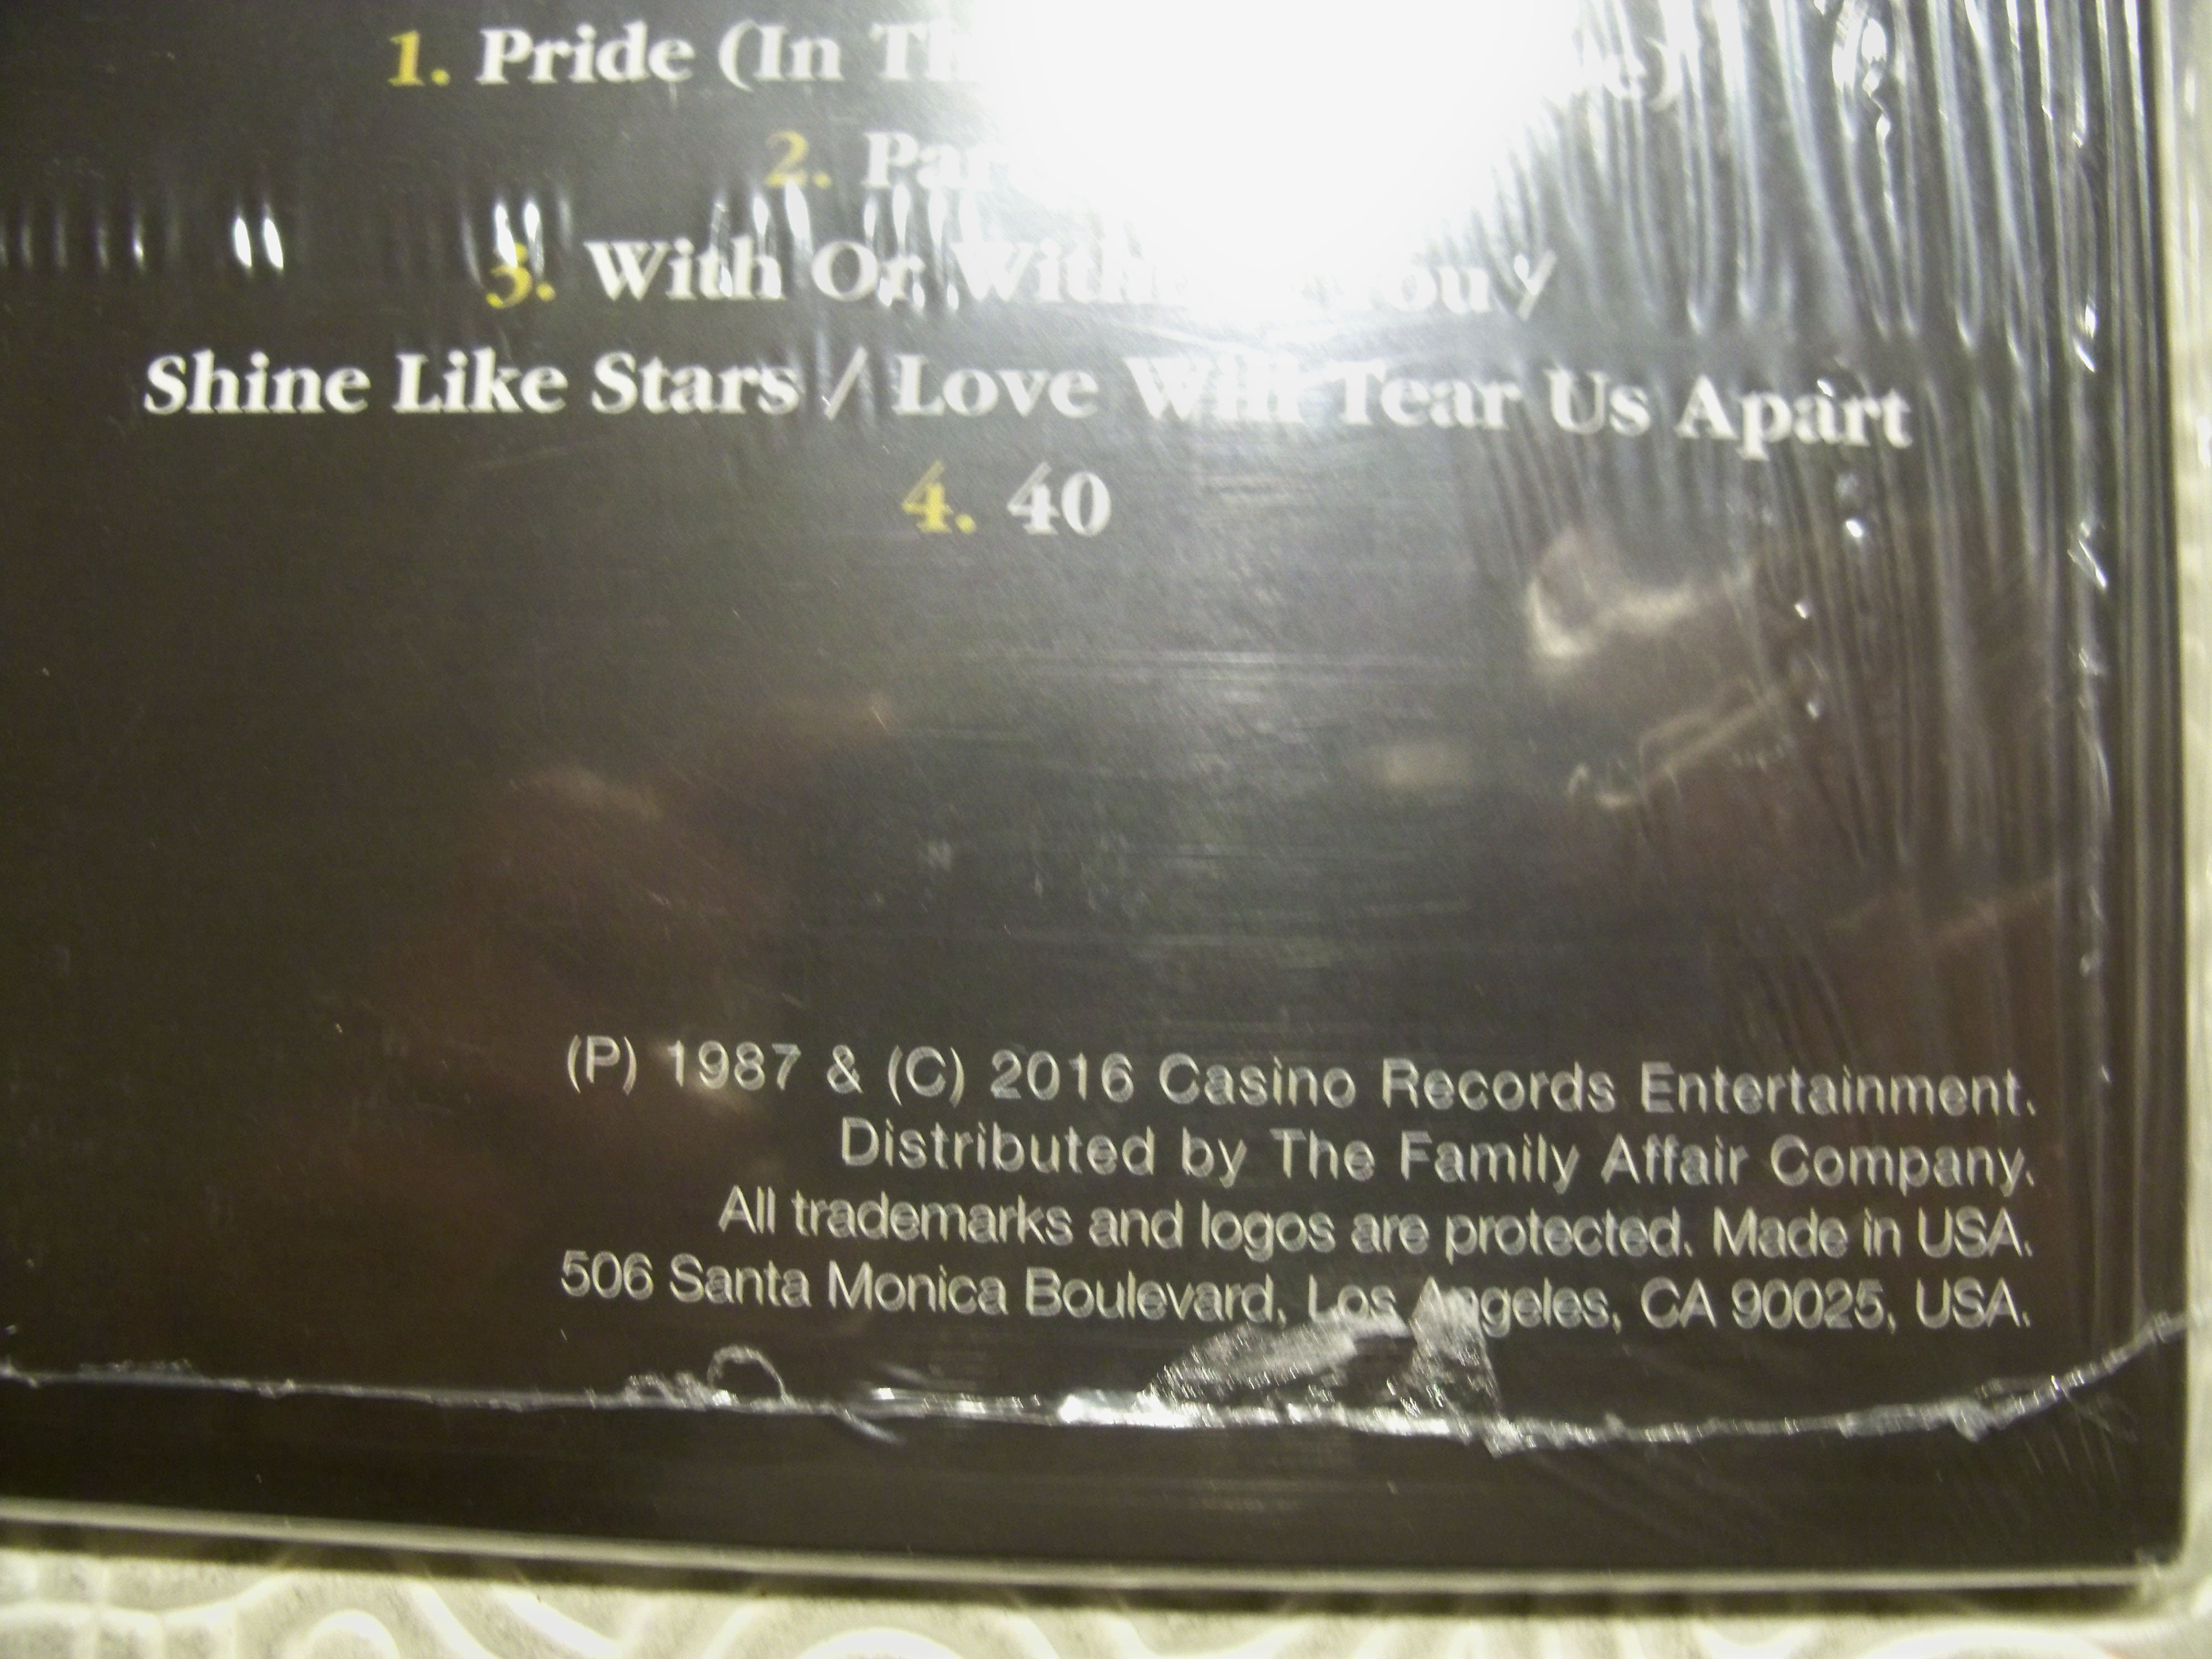 1. Pride (In
2.
3. With Or You /
Shine Like Stars / Love Will Tear Us Apart
4. 40
(P) 1987 & (C) 2016 Casino Records Entertainment.
Distributed by The Family Affair Company.
All trademarks and logos are protected. Made in USA.
506 Santa Monica Boulevard, Los Angeles, CA 90025, USA.